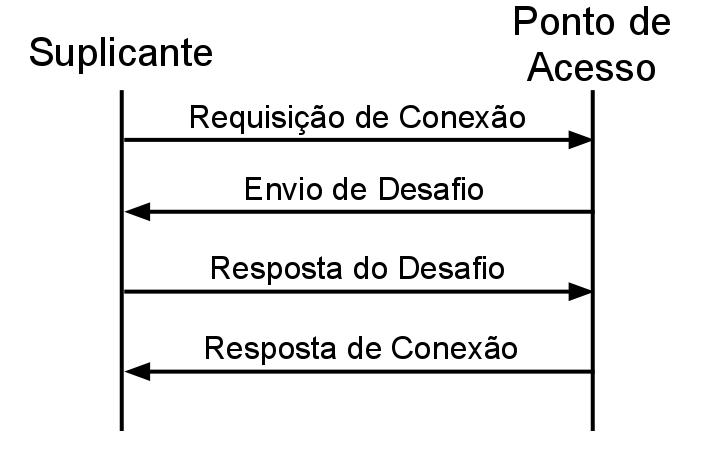 Suplicante
Ponto de
Acesso
Requisição de Conexão
Envio de Desafio
Resposta do Desafio
Resposta de Conexão